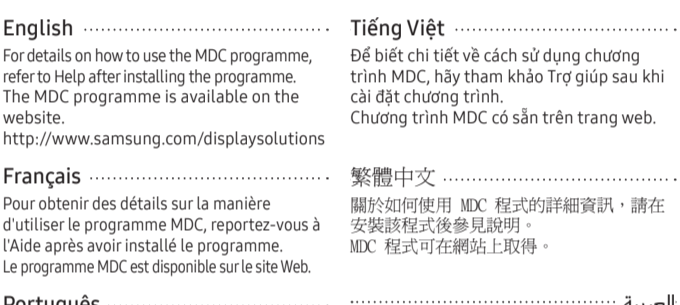 English
For details on how to use the MDC programme,
refer to Help after installing the programme.
The MDC programme is available on the
website.
http://www.samsung.com/displaysolutions
Français
Pour obtenir des détails sur la manière
d'utiliser le programme MDC, reportez-vous à
l'Aide après avoir installé le programme.
Le programme MDC est disponible sur le site Web.
Português
Tiếng Việt
Để biết chi tiết về cách sử dụng chương
trình MDC, hãy tham khảo Trợ giúp sau khi
cài đặt chương trình.
Chương trình MDC có sẵn trên trang web.
繁體中文
關於如何使用 MDC 程式的詳細資訊，請在
安裝該程式後參見說明。
MDC 程式可在網站上取得。
العربية